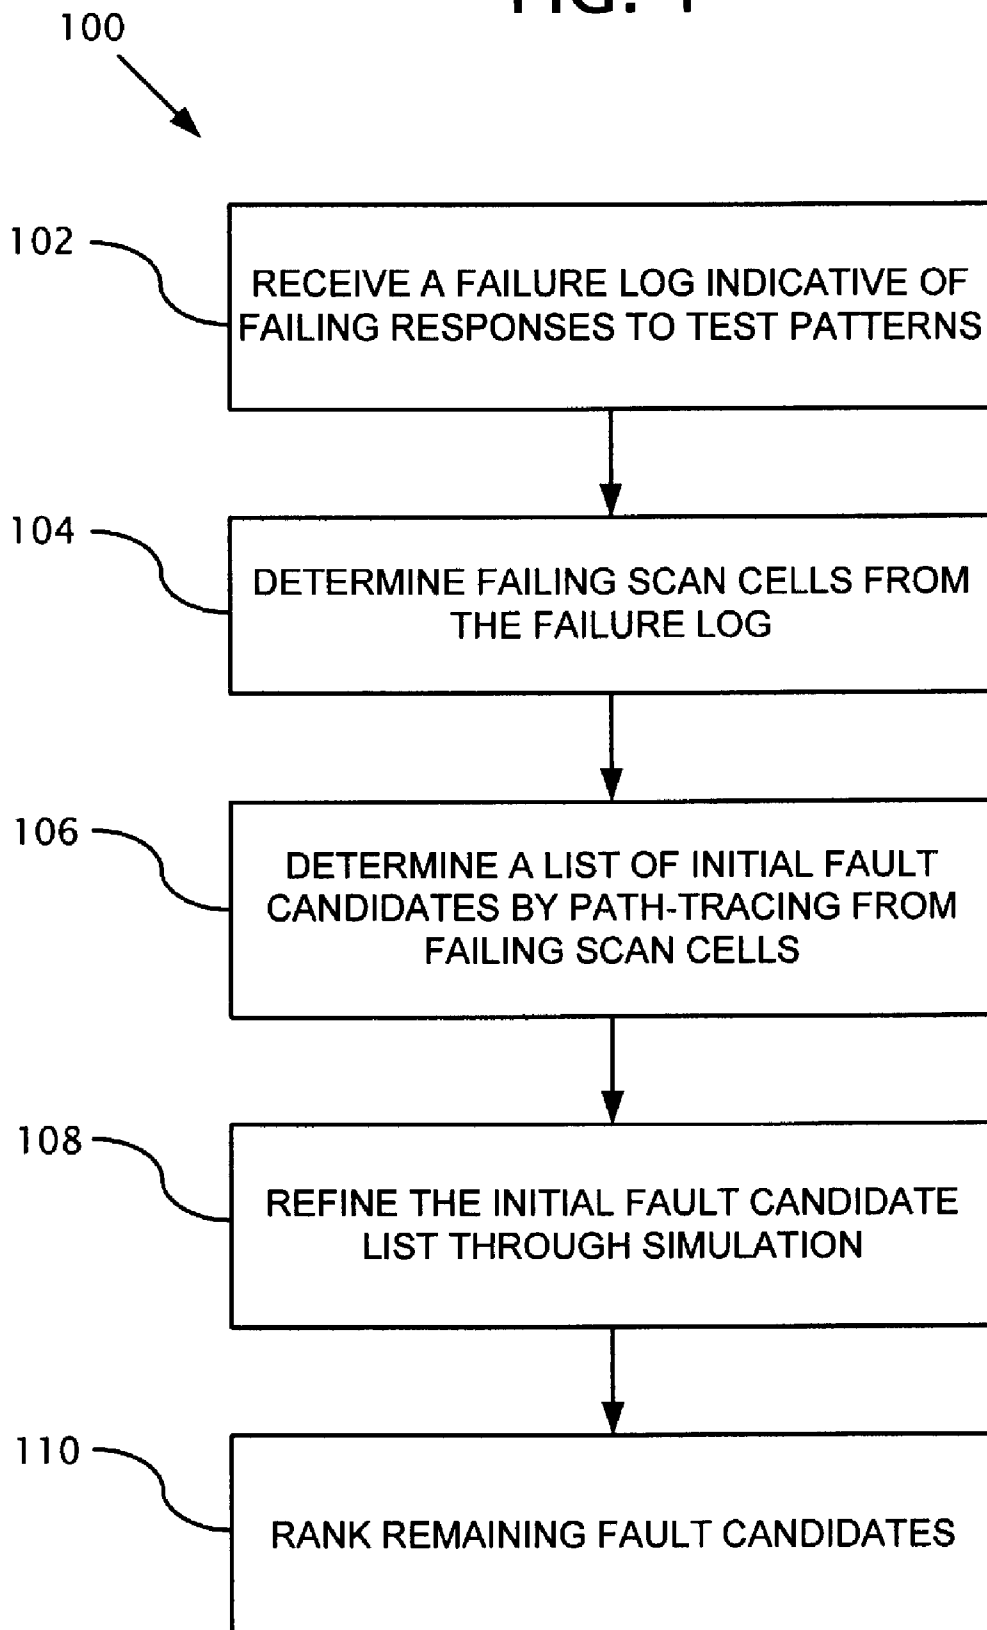 100
102
RECEIVE A FAILURE LOG INDICATIVE OF
FAILING RESPONSES TO TEST PATTERNS
104
DETERMINE FAILING SCAN CELLS FROM
THE FAILURE LOG
106
DETERMINE A LIST OF INITIAL FAULT
CANDIDATES BY PATH-TRACING FROM
FAILING SCAN CELLS
108
REFINE THE INITIAL FAULT CANDIDATE
LIST THROUGH SIMULATION
110
RANK REMAINING FAULT CANDIDATES